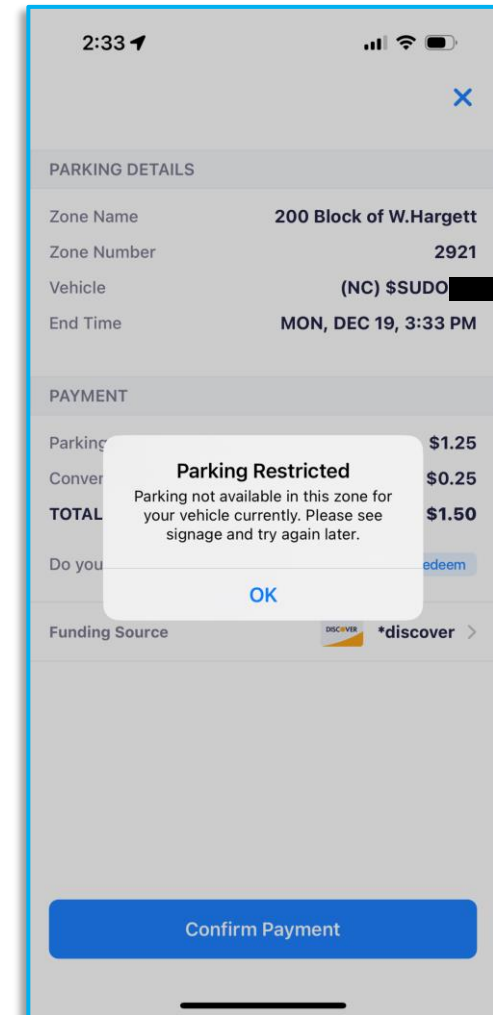 2:33
PARKING DETAILS
Zone Name 200 Block of W.Hargett
Zone Number 2921
Vehicle (NC) $SUDO
End Time MON, DEC 19, 3:33 PM
PAYMENT
Parking $1.25
Conver $0.25
TOTAL $1.50
Do you edeem
Parking Restricted
Parking not available in this zone for
your vehicle currently. Please see
signage and try again later.
OK
Funding Source DISCOVER *discover
Confirm Payment